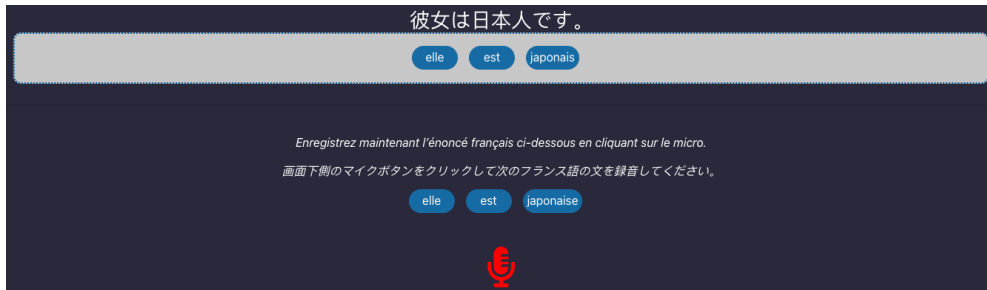 彼女は日本人です。
elle est japonais
Enregistrez maintenant l'énoncé français ci-dessous en cliquant sur le micro.
画面下側のマイクボタンをクリックして次のフランス語の文を録音してください。
elle est japonaise